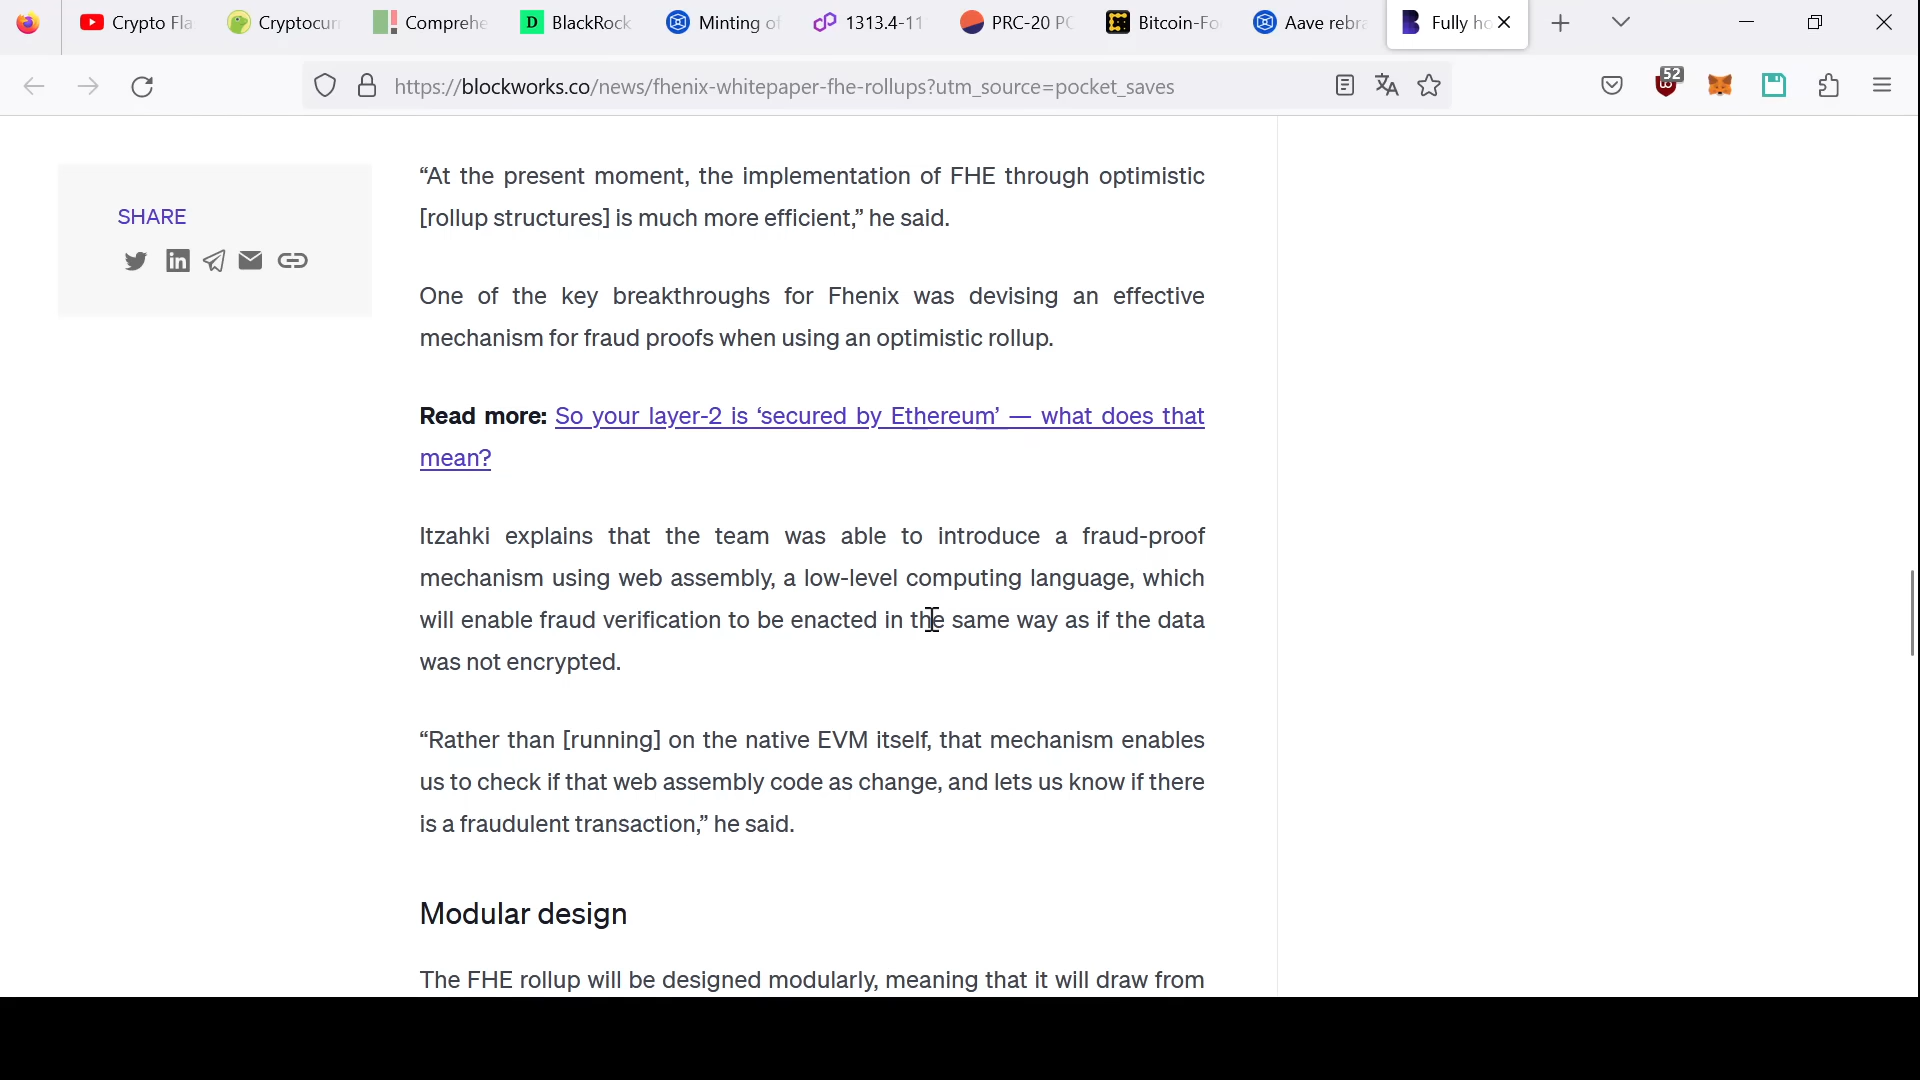 Crypto Fla
Cryptocurr
Comprehe
D BlackRock
Minting of
1313.4-11
PRC-20 PC
Bitcoin-Fo
Aave rebra
Fully ho
https://blockworks.co/news/fhenix-whitepaper-fhe-rollups?utm_source=pocket_saves
52
SHARE
“At the present moment, the implementation of FHE through optimistic
[rollup structures] is much more efficient,” he said.
One of the key breakthroughs for Fhenix was devising an effective
mechanism for fraud proofs when using an optimistic rollup.
Read more: So your layer-2 is ‘secured by Ethereum’ — what does that
mean?
Itzahki explains that the team was able to introduce a fraud-proof
mechanism using web assembly, a low-level computing language, which
will enable fraud verification to be enacted in the same way as if the data
was not encrypted.
“Rather than [running] on the native EVM itself, that mechanism enables
us to check if that web assembly code as change, and lets us know if there
is a fraudulent transaction,” he said.
Modular design
The FHE rollup will be designed modularly, meaning that it will draw from